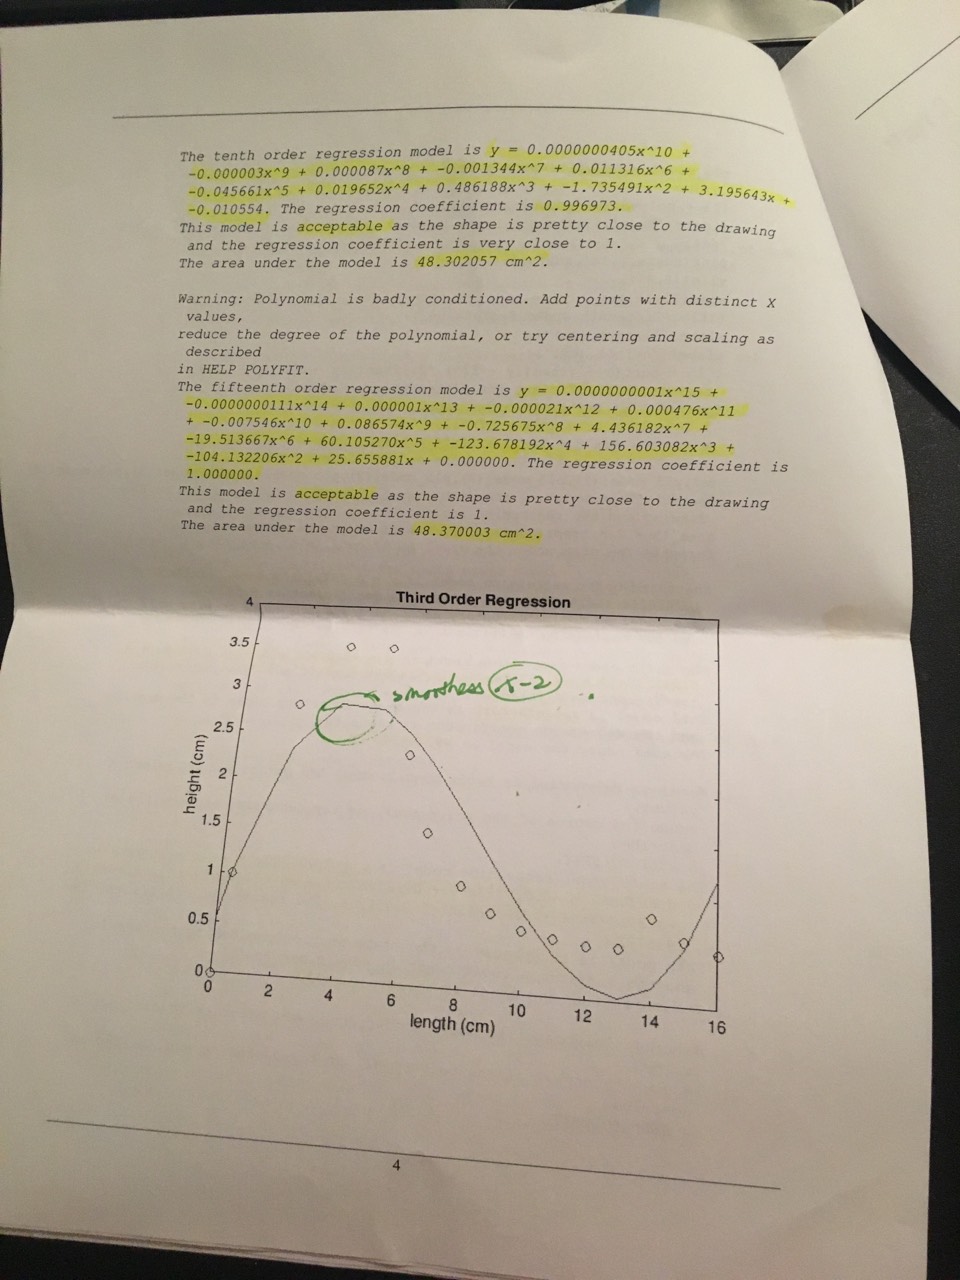 The tenth order regression model is y = 0.0000000405x^10 +
-0.000003x^9 + 0.000087x^8 + -0.001344x^7 + 0.011316x^6 +
-0.045661x^5 + 0.019652x^4 + 0.486188x^3 + -1.735491x^2 + 3.195643x +
-0.010554. The regression coefficient is 0.996973.
This model is acceptable as the shape is pretty close to the drawing
and the regression coefficient is very close to 1.
The area under the model is 48.302057 cm^2.
Warning: Polynomial is badly conditioned. Add points with distinct X
values,
reduce the degree of the polynomial, or try centering and scaling as
described
in HELP POLYFIT.
The fifteenth order regression model is y = 0.0000000001x^15 +
-0.0000000111x^14 + 0.000001x^13 + -0.000021x^12 + 0.000476x^11
+ -0.007546x^10 + 0.086574x^9 + -0.725675x^8 + 4.436182x^7 +
-19.513667x^6 + 60.105270x^5 + -123.678192x^4 + 156.603082x^3 +
-104.132206x^2 + 25.655881x + 0.000000. The regression coefficient is
1.000000.
This model is acceptable as the shape is pretty close to the drawing
and the regression coefficient is 1.
The area under the model is 48.370003 cm^2.
Third Order Regression
4
3.5
3
2.5
2
1.5
1
0.5
0
height (cm)
smoothess -2
0 2 4 6 8 10 12 14 16
length (cm)
4